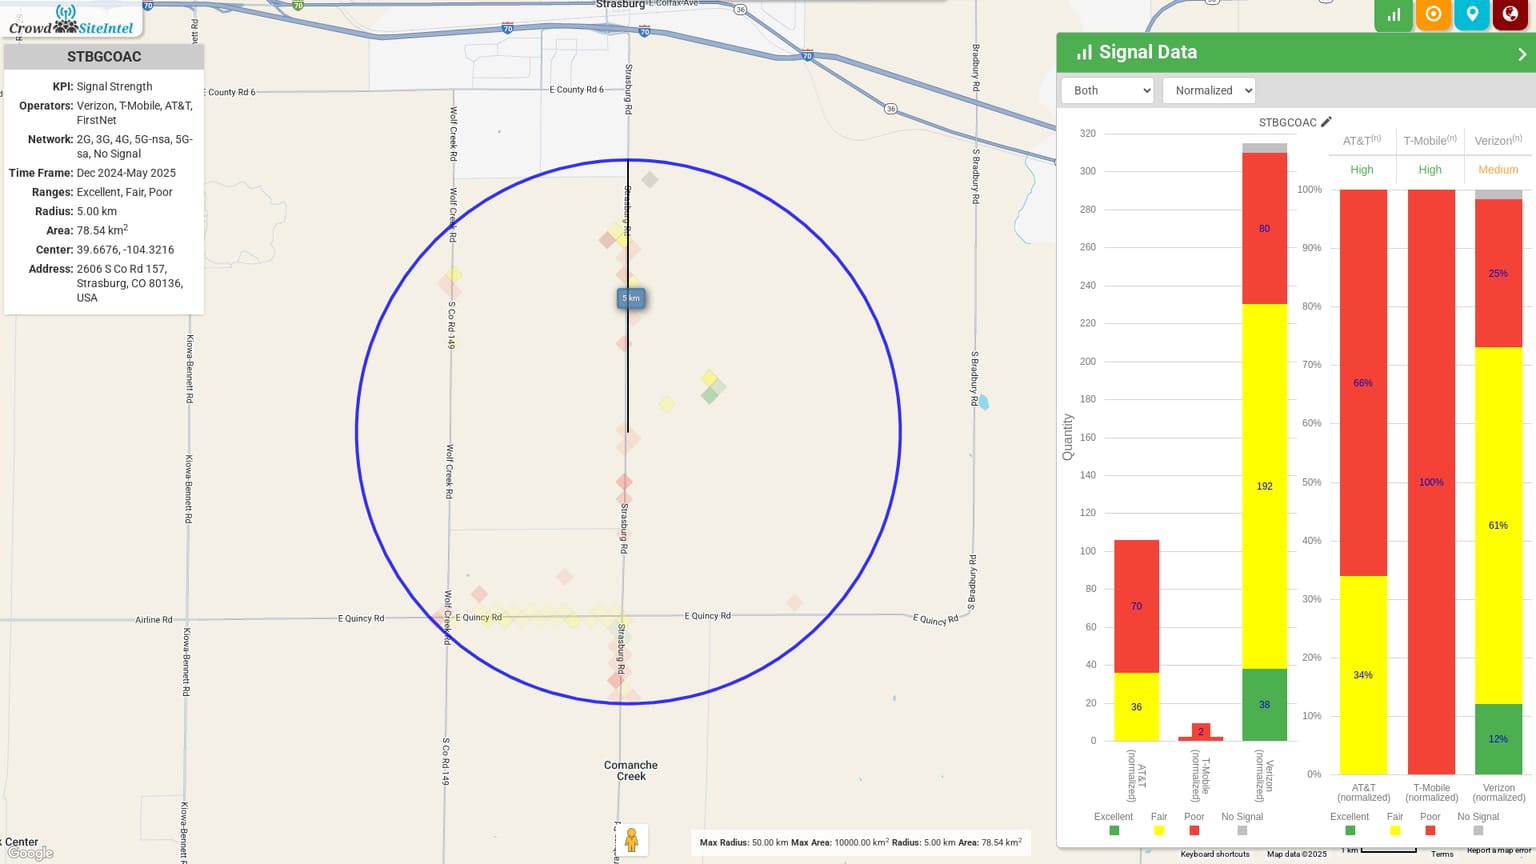 Crowd SiteIntel
STBGCOAC
KPI: Signal Strength
Operators: Verizon, T-Mobile, AT&T,
FirstNet
Network: 2G, 3G, 4G, 5G-nsa, 5G-
sa, No Signal
Time Frame: Dec 2024-May 2025
Ranges: Excellent, Fair, Poor
Radius: 5.00 km
Area: 78.54 km²
Center: 39.6676, -104.3216
Address: 2606 S Co Rd 157,
Strasburg, CO 80136,
USA
Strasburg
E Colfax Ave
36
70
70
70
70
70
36
E County Rd 6
E County Rd 6
Strasburg Rd
Strasburg Rd
Strasburg Rd
Strasburg Rd
Wolf Creek Rd
Wolf Creek Rd
S Co Rd 149
Wolf Creek Rd
Wolf Creek Rd
S Co Rd 149
Kiowa-Bennett Rd
Kiowa-Bennett Rd
Kiowa-Bennett Rd
Kiowa-Bennett Rd
S Bradbury Rd
S Bradbury Rd
S Bradbury Rd
Bradbury Rd
5 km
Airline Rd
E Quincy Rd
E Quincy Rd
E Quincy Rd
E Quincy Rd
Comanche
Creek
Center
Google
Max Radius: 50.00 km Max Area: 10000.00 km² Radius: 5.00 km Area: 78.54 km²
Signal Data
Both
Normalized
STBGCOAC
Quantity
320
300
280
260
240
220
200
180
160
140
120
100
80
60
40
20
0
70
36
2
80
192
38
AT&T
(normalized)
T-Mobile
(normalized)
Verizon
(normalized)
Excellent Fair Poor No Signal
AT&T(n) T-Mobile(n) Verizon(n)
High High Medium
100%
90%
80%
70%
60%
50%
40%
30%
20%
10%
0%
66%
34%
100%
25%
61%
12%
AT&T
(normalized)
T-Mobile
(normalized)
Verizon
(normalized)
Excellent Fair Poor No Signal
Keyboard shortcuts Map data ©2025 1 km Terms Report a map error